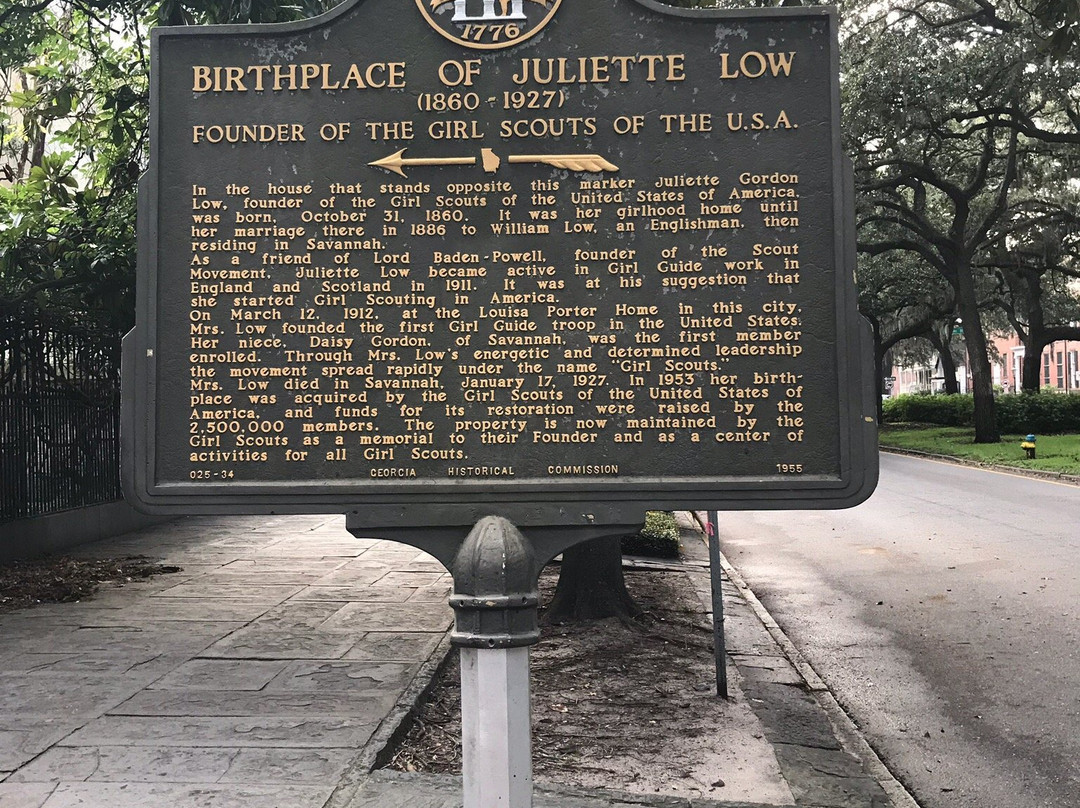 1776
BIRTHPLACE OF JULIETTE LOW
(1860-1927)
FOUNDER OF THE GIRL SCOUTS OF THE U.S.A.
In the house that stands opposite this marker Juliette Gordon
Low, founder of the Girl Scouts of the United States of America,
was born, October 31, 1860. It was her girlhood home until
her marriage there in 1886 to William Low, an Englishman, then
residing in Savannah.
As a friend of Lord Baden-Powell, founder of the Scout
Movement, Juliette Low became active in Girl Guide work in
England and Scotland in 1911. It was at his suggestion that
she started Girl Scouting in America.
On March 12, 1912, at the Louisa Porter Home in this city,
Mrs. Low founded the first Girl Guide troop in the United States.
Her niece, Daisy Gordon, of Savannah, was the first member
enrolled. Through Mrs. Low's energetic and determined leadership
the movement spread rapidly under the name "Girl Scouts."
Mrs. Low died in Savannah, January 17, 1927. In 1953 her birth-
place was acquired by the Girl Scouts of the United States of
America, and funds for its restoration were raised by the
2,500,000 members. The property is now maintained by the
Girl Scouts as a memorial to their Founder and as a center of
activities for all Girl Scouts.
025-34 GEORGIA HISTORICAL COMMISSION 1955